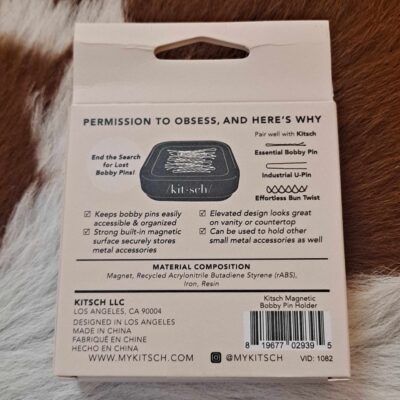 PERMISSION TO OBSESS, AND HERE'S WHY
Pair well with Kitsch
End the Search
for Lost
Bobby Pins!
/kit•sch/
Essential Bobby Pin
Industrial U-Pin
Effortless Bun Twist
Keeps bobby pins easily
accessible & organized
Strong built-in magnetic
surface securely stores
metal accessories
Elevated design looks great
on vanity or countertop
Can be used to hold other
small metal accessories as well
MATERIAL COMPOSITION
Magnet, Recycled Acrylonitrile Butadiene Styrene (rABS),
Iron, Resin
KITSCH LLC
LOS ANGELES, CA 90004
DESIGNED IN LOS ANGELES
MADE IN CHINA
FABRIQUÉ EN CHINE
HECHO EN CHINA
WWW.MYKITSCH.COM
@MYKITSCH
Kitsch Magnetic
Bobby Pin Holder
8 19677 02939 5
VID: 1082